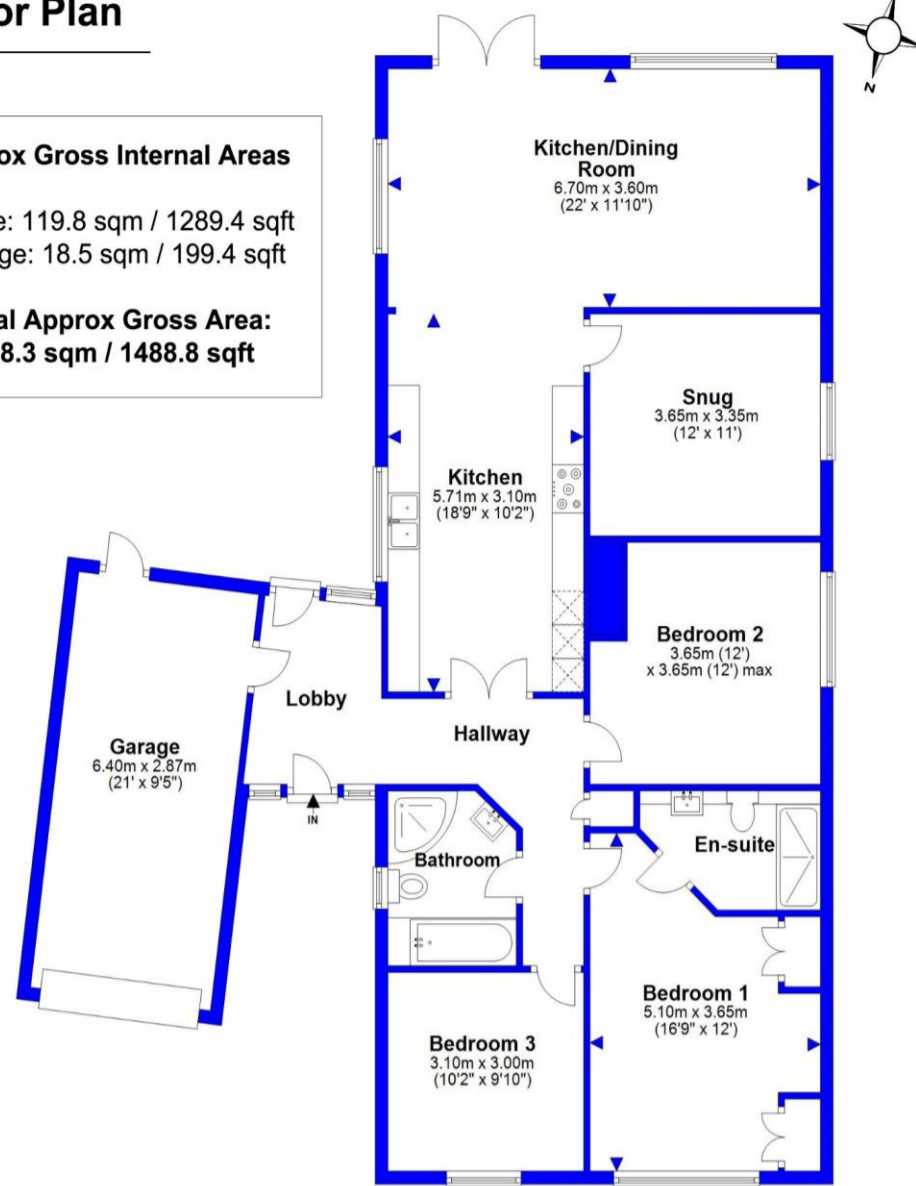 or Plan
N
ox Gross Internal Areas
e: 119.8 sqm / 1289.4 sqft
ge: 18.5 sqm / 199.4 sqft
al Approx Gross Area:
8.3 sqm / 1488.8 sqft
Kitchen/Dining
Room
6.70m x 3.60m
(22' x 11'10")
Snug
3.65m x 3.35m
(12' x 11')
Kitchen
5.71m x 3.10m
(18'9" x 10'2")
Bedroom 2
3.65m (12')
x 3.65m (12') max
Lobby
Hallway
Garage
6.40m x 2.87m
(21' x 9'5")
IN
Bathroom
En-suite
Bedroom 1
5.10m x 3.65m
(16'9" x 12')
Bedroom 3
3.10m x 3.00m
(10'2" x 9'10")